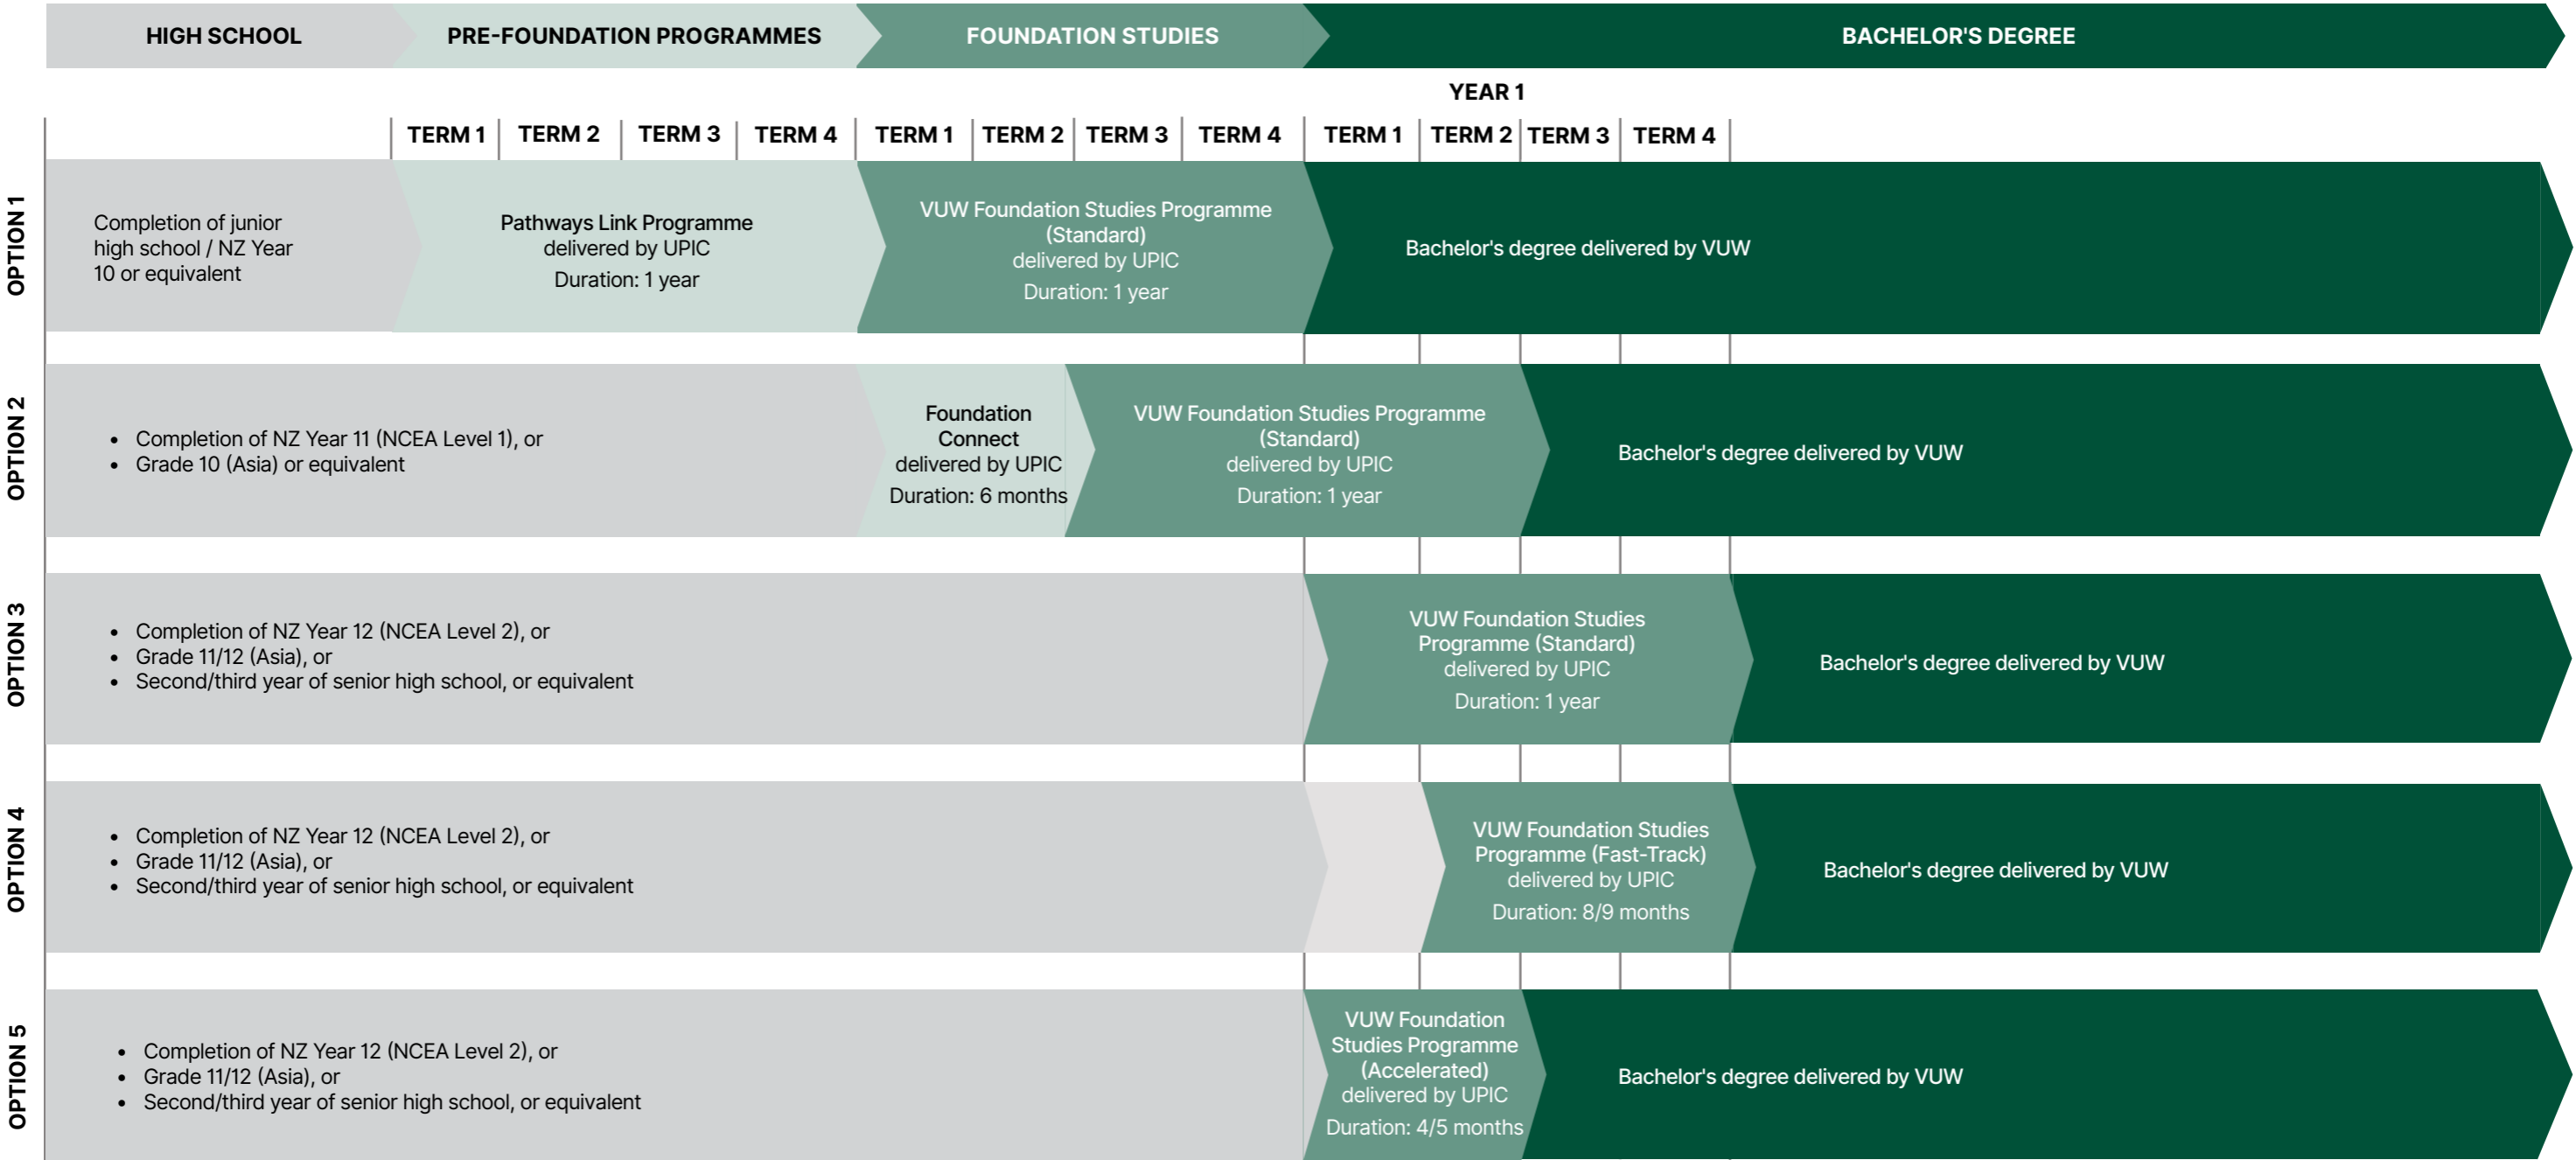 HIGH SCHOOL
PRE-FOUNDATION PROGRAMMES
FOUNDATION STUDIES
BACHELOR'S DEGREE
YEAR 1
TERM 1
TERM 2
TERM 3
TERM 4
TERM 1
TERM 2
TERM 3
TERM 4
TERM 1
TERM 2
TERM 3
TERM 4
OPTION 1
Completion of junior
high school / NZ Year
10 or equivalent
Pathways Link Programme
delivered by UPIC
Duration: 1 year
VUW Foundation Studies Programme
(Standard)
delivered by UPIC
Duration: 1 year
Bachelor's degree delivered by VUW
OPTION 2
• Completion of NZ Year 11 (NCEA Level 1), or
• Grade 10 (Asia) or equivalent
Foundation
Connect
delivered by UPIC
Duration: 6 months
VUW Foundation Studies Programme
(Standard)
delivered by UPIC
Duration: 1 year
Bachelor's degree delivered by VUW
OPTION 3
• Completion of NZ Year 12 (NCEA Level 2), or
• Grade 11/12 (Asia), or
• Second/third year of senior high school, or equivalent
VUW Foundation Studies
Programme (Standard)
delivered by UPIC
Duration: 1 year
Bachelor's degree delivered by VUW
OPTION 4
• Completion of NZ Year 12 (NCEA Level 2), or
• Grade 11/12 (Asia), or
• Second/third year of senior high school, or equivalent
VUW Foundation Studies
Programme (Fast-Track)
delivered by UPIC
Duration: 8/9 months
Bachelor's degree delivered by VUW
OPTION 5
• Completion of NZ Year 12 (NCEA Level 2), or
• Grade 11/12 (Asia), or
• Second/third year of senior high school, or equivalent
VUW Foundation
Studies Programme
(Accelerated)
delivered by UPIC
Duration: 4/5 months
Bachelor's degree delivered by VUW